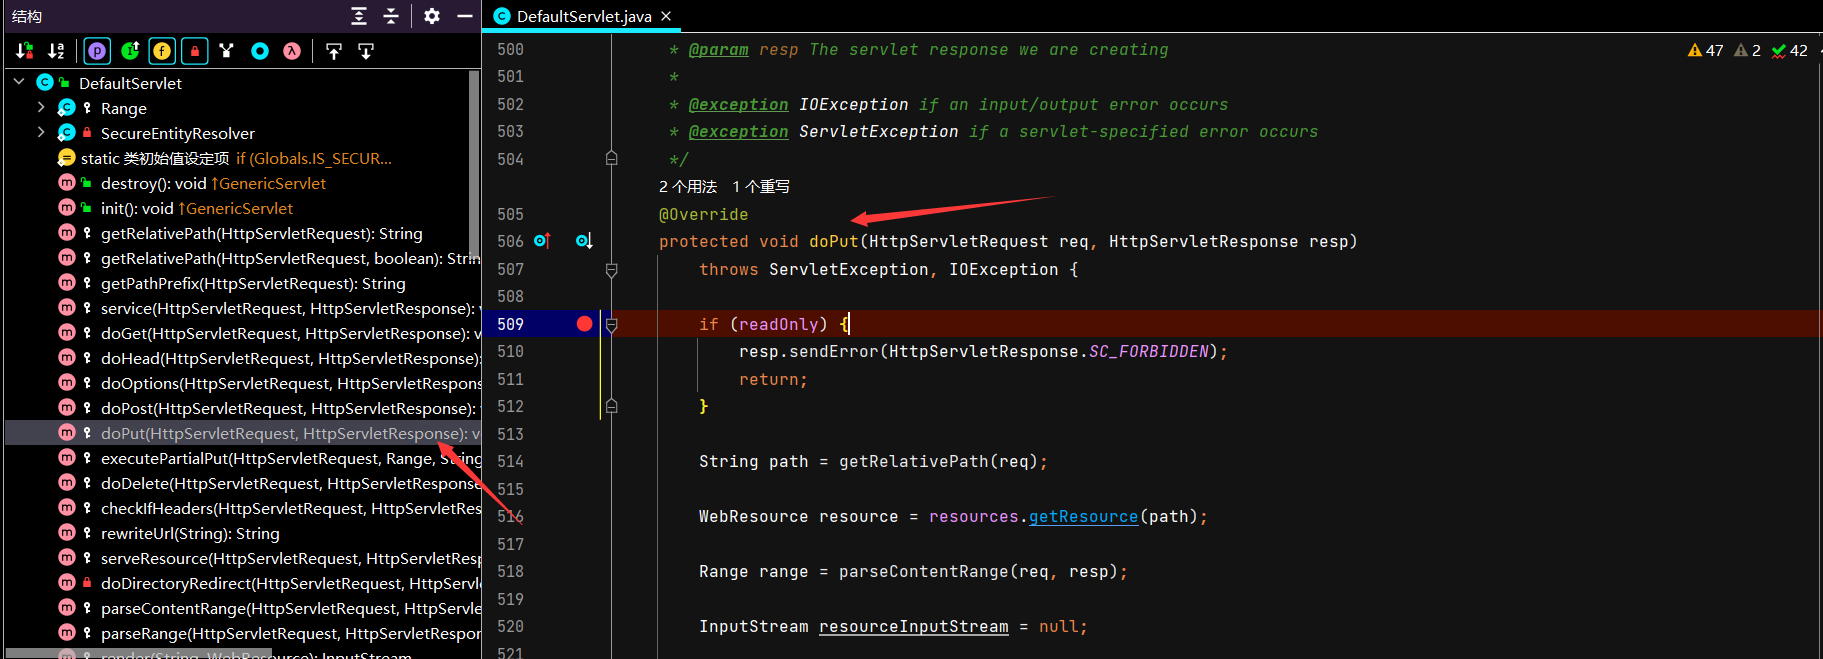 结构
DefaultServlet
Range
SecureEntityResolver
static 类初始值设定项 if (Globals.IS_SECUR...
destroy(): void ↑GenericServlet
init(): void ↑GenericServlet
getRelativePath(HttpServletRequest): String
getRelativePath(HttpServletRequest, boolean): Strin
getPathPrefix(HttpServletRequest): String
service(HttpServletRequest, HttpServletResponse): v
doGet(HttpServletRequest, HttpServletResponse): v
doHead(HttpServletRequest, HttpServletResponse):
doOptions(HttpServletRequest, HttpServletRespons
doPost(HttpServletRequest, HttpServletResponse): v
doPut(HttpServletRequest, HttpServletResponse): v
executePartialPut(HttpServletRequest, Range, String
doDelete(HttpServletRequest, HttpServletResponse
checkIfHeaders(HttpServletRequest, HttpServletRes
rewriteUrl(String): String
serveResource(HttpServletRequest, HttpServletResp
doDirectoryRedirect(HttpServletRequest, HttpServl
parseContentRange(HttpServletRequest, HttpServle
parseRange(HttpServletRequest, HttpServletRespor
render(String, WebResource): InputStream
DefaultServlet.java
47 2 42
500 * @param resp The servlet response we are creating
501 *
502 * @exception IOException if an input/output error occurs
503 * @exception ServletException if a servlet-specified error occurs
504 */
2 个用法 1 个重写
505 @Override
506 protected void doPut(HttpServletRequest req, HttpServletResponse resp)
507 throws ServletException, IOException {
508
509 if (readOnly) {
510 resp.sendError(HttpServletResponse.SC_FORBIDDEN);
511 return;
512 }
513
514 String path = getRelativePath(req);
515
516 WebResource resource = resources.getResource(path);
517
518 Range range = parseContentRange(req, resp);
519
520 InputStream resourceInputStream = null;
521